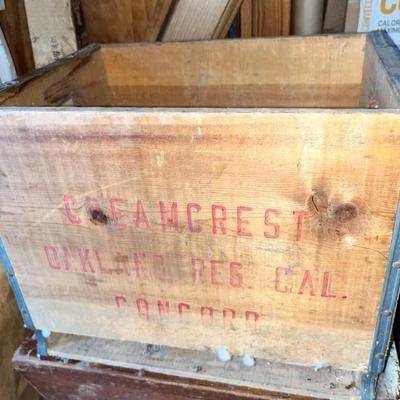 CREAMCREST
OAKLAND REG. CAL.
CONCORD